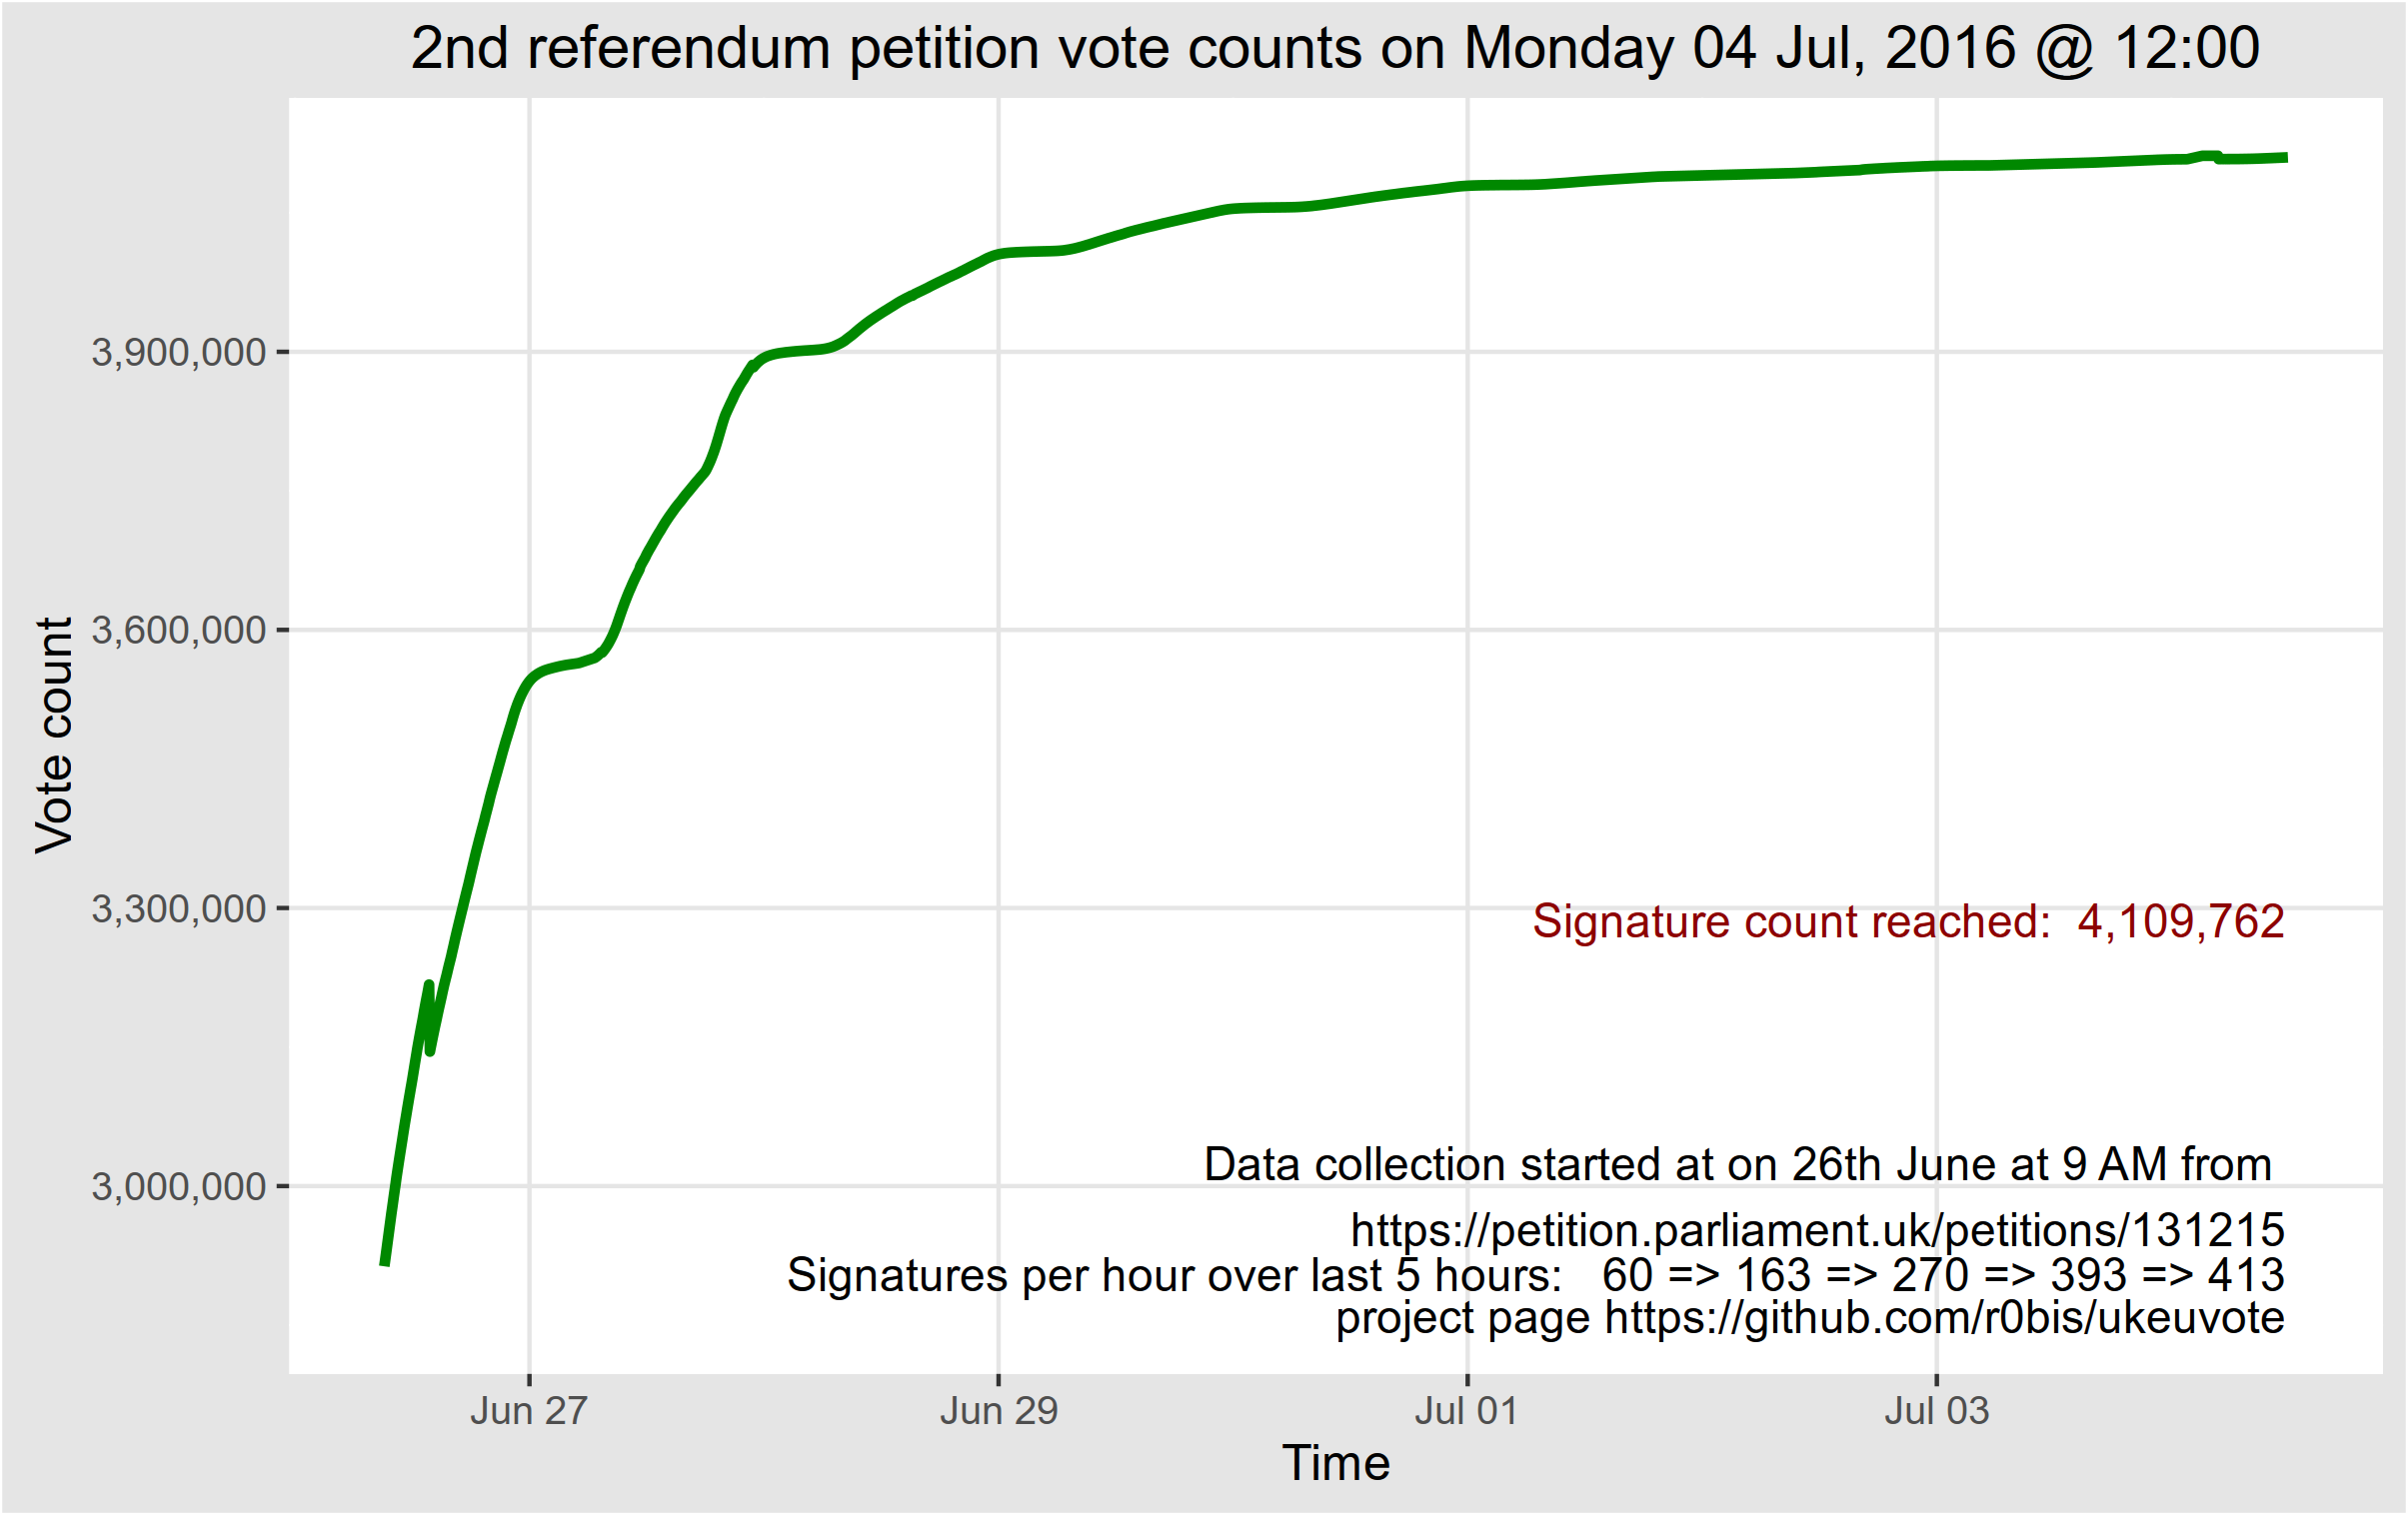 2nd referendum petition vote counts on Monday 04 Jul, 2016 @ 12:00
Vote count
3,900,000
3,600,000
3,300,000
3,000,000
Signature count reached: 4,109,762
Data collection started at on 26th June at 9 AM from
https://petition.parliament.uk/petitions/131215
Signatures per hour over last 5 hours: 60 => 163 => 270 => 393 => 413
project page https://github.com/r0bis/ukeuvote
Jun 27
Jun 29
Jul 01
Jul 03
Time